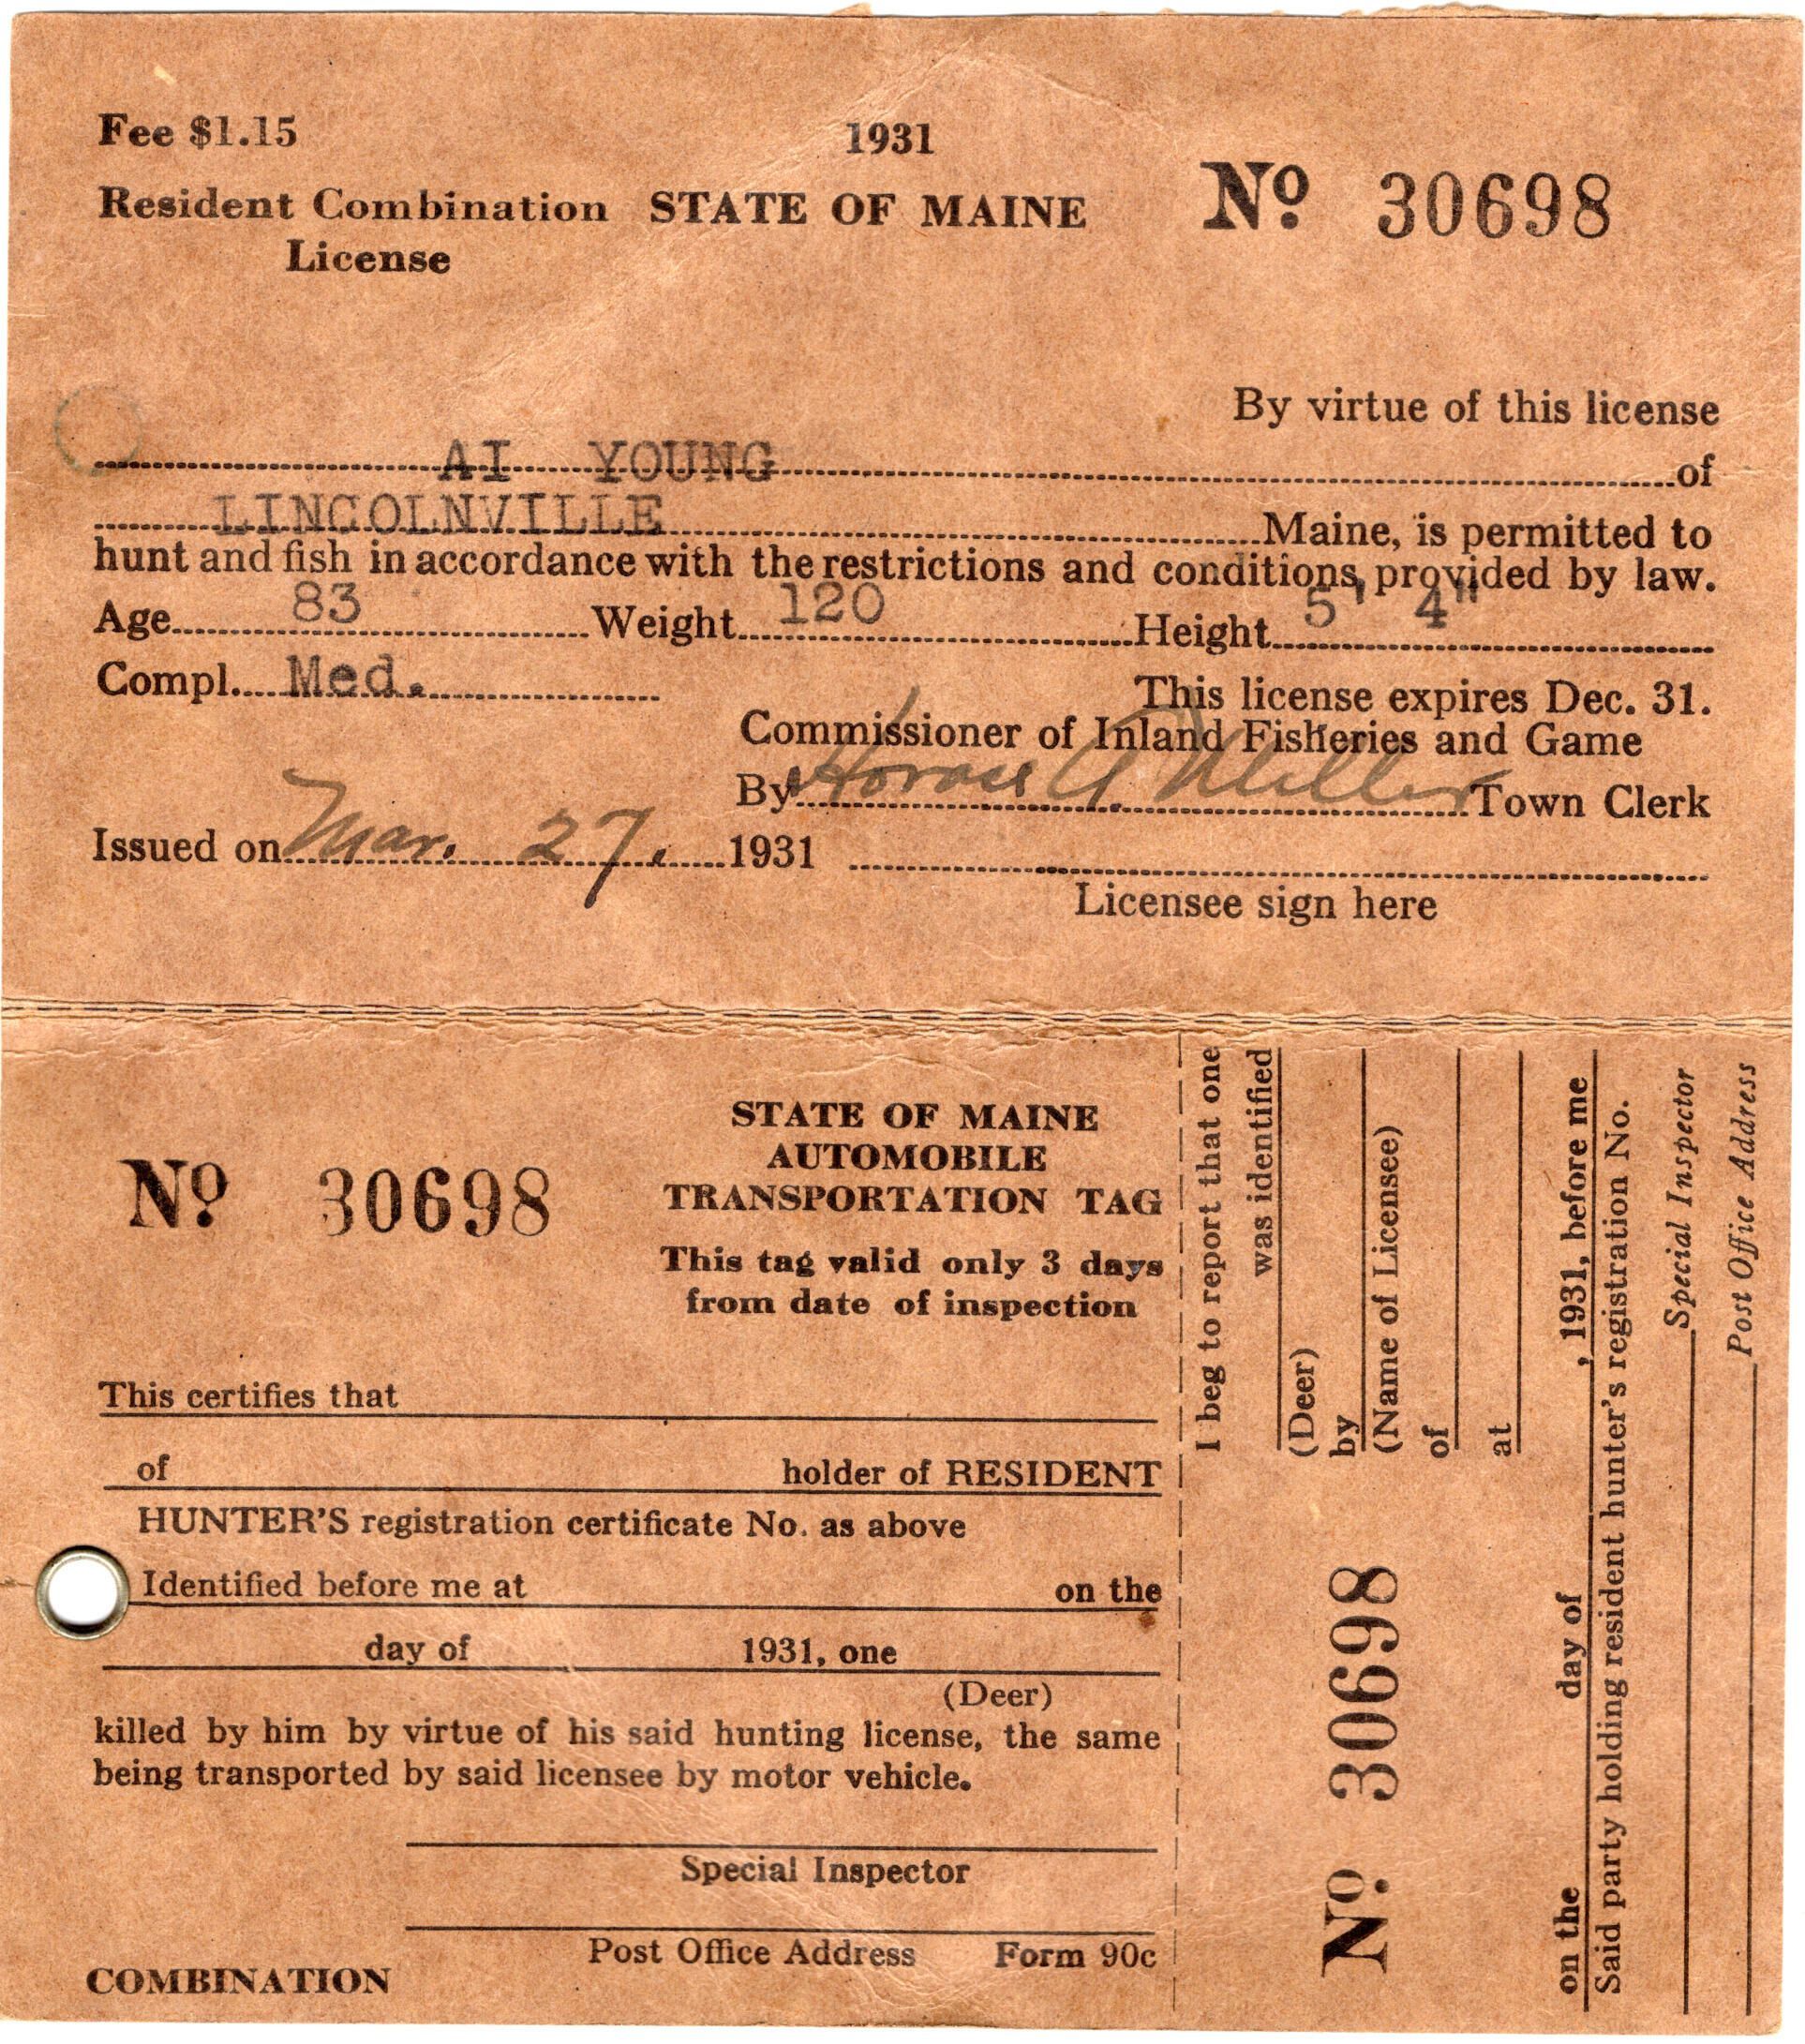 Fee $1.15
1931
Resident Combination
License
STATE OF MAINE
Nº 30698
By virtue of this license
AI YOUNG of
LINCOLNVILLE Maine, is permitted to
hunt and fish in accordance with the restrictions and conditions, provided by law.
Age 83 Weight 120 Height 5' 4"
Compl. Med.
This license expires Dec. 31.
Commissioner of Inland Fisheries and Game
By Horace A Miller Town Clerk
Issued on Mar. 27. 1931
Licensee sign here
Nº 30698
STATE OF MAINE
AUTOMOBILE
TRANSPORTATION TAG
This tag valid only 3 days
from date of inspection
This certifies that
of holder of RESIDENT
HUNTER'S registration certificate No. as above
Identified before me at on the
day of 1931, one
(Deer)
killed by him by virtue of his said hunting license, the same
being transported by said licensee by motor vehicle.
Special Inspector
Post Office Address Form 90c
COMBINATION
I beg to report that one
was identified
(Deer)
by
(Name of Licensee)
of
at
Nº 30698
on the day of , 1931, before me
Said party holding resident hunter's registration No.
Special Inspector
Post Office Address